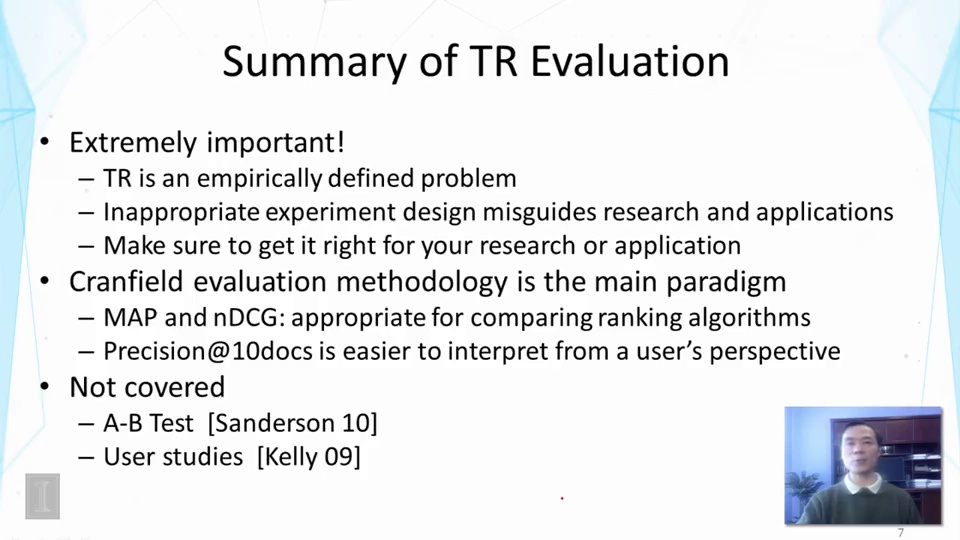 Summary of TR Evaluation
• Extremely important!
– TR is an empirically defined problem
– Inappropriate experiment design misguides research and applications
– Make sure to get it right for your research or application
• Cranfield evaluation methodology is the main paradigm
– MAP and nDCG: appropriate for comparing ranking algorithms
– Precision@10docs is easier to interpret from a user’s perspective
• Not covered
– A-B Test [Sanderson 10]
– User studies [Kelly 09]
I
7